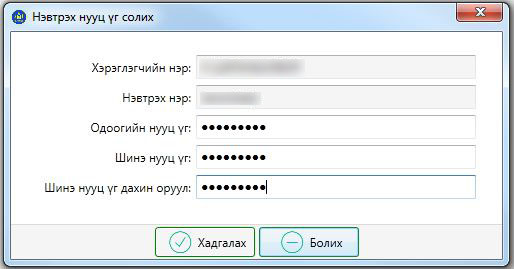 Нэвтрэх нууц үг солих
Хэрэглэгчийн нэр:
Нэвтрэх нэр:
Одоогийн нууц үг: ●●●●●●●●●
Шинэ нууц үг: ●●●●●●●●●
Шинэ нууц үг дахин оруул: ●●●●●●●●●
Хадгалах Болих